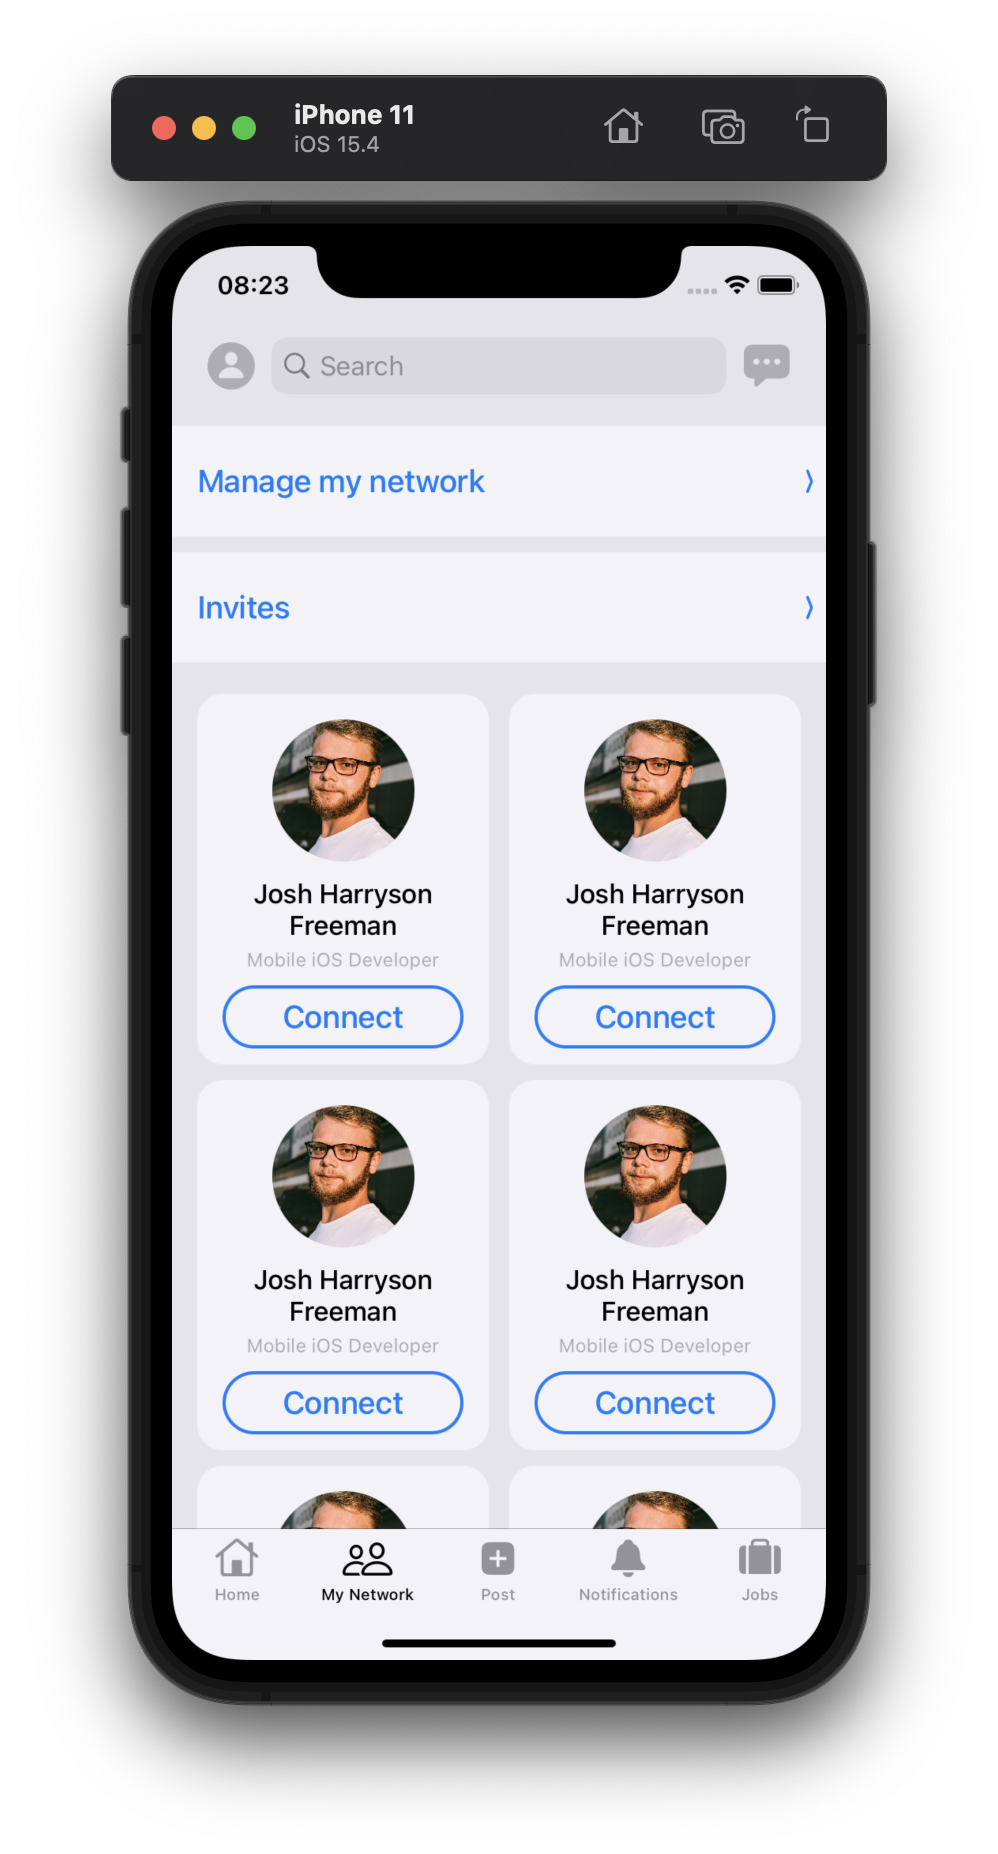 iPhone 11
iOS 15.4
08:23
Search
Manage my network
Invites
Josh Harryson
Freeman
Mobile iOS Developer
Connect
Josh Harryson
Freeman
Mobile iOS Developer
Connect
Josh Harryson
Freeman
Mobile iOS Developer
Connect
Josh Harryson
Freeman
Mobile iOS Developer
Connect
Home
My Network
Post
Notifications
Jobs